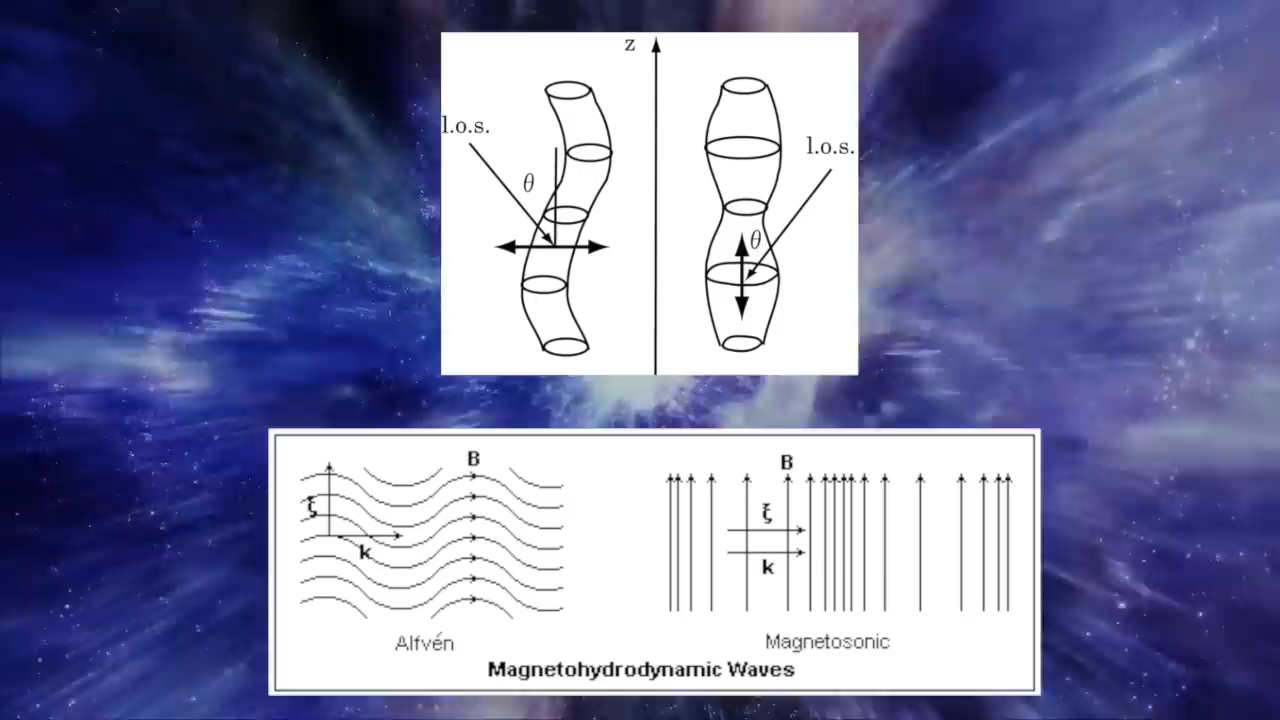 z
l.o.s.
l.o.s.
θ
θ
B
B
ξ
ξ
k
k
Alfvén
Magnetosonic
Magnetohydrodynamic Waves